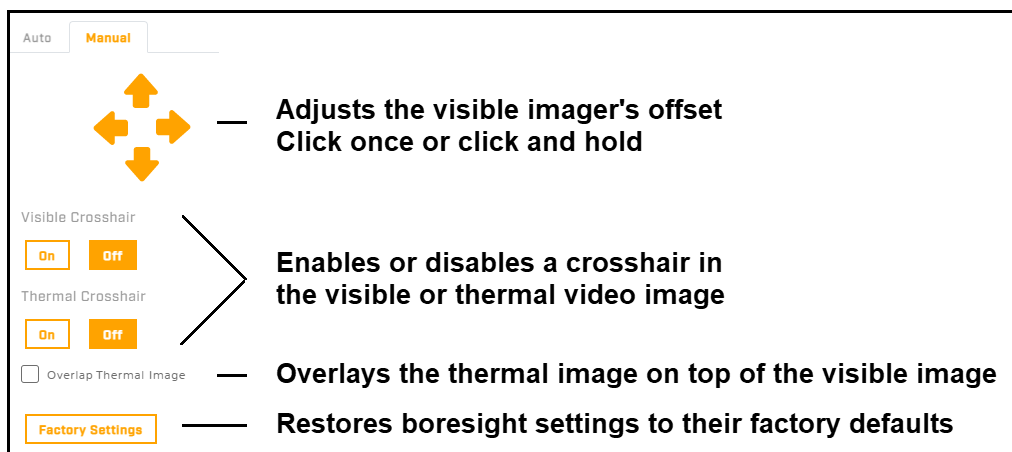 Auto Manual
Adjusts the visible imager's offset
Click once or click and hold
Visible Crosshair
On Off
Enables or disables a crosshair in
the visible or thermal video image
Thermal Crosshair
On Off
Overlap Thermal Image
Overlays the thermal image on top of the visible image
Factory Settings
Restores boresight settings to their factory defaults